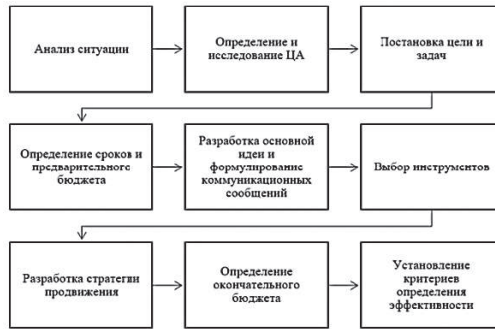 Анализ ситуации
Определение и
исследование ЦА
Постановка цели и
задач
Определение сроков и
предварительного
бюджета
Разработка основной
идеи и
формулирование
коммуникационных
сообщений
Выбор инструментов
Разработка стратегии
продвижения
Определение
окончательного
бюджета
Установление
критериев
определения
эффективности